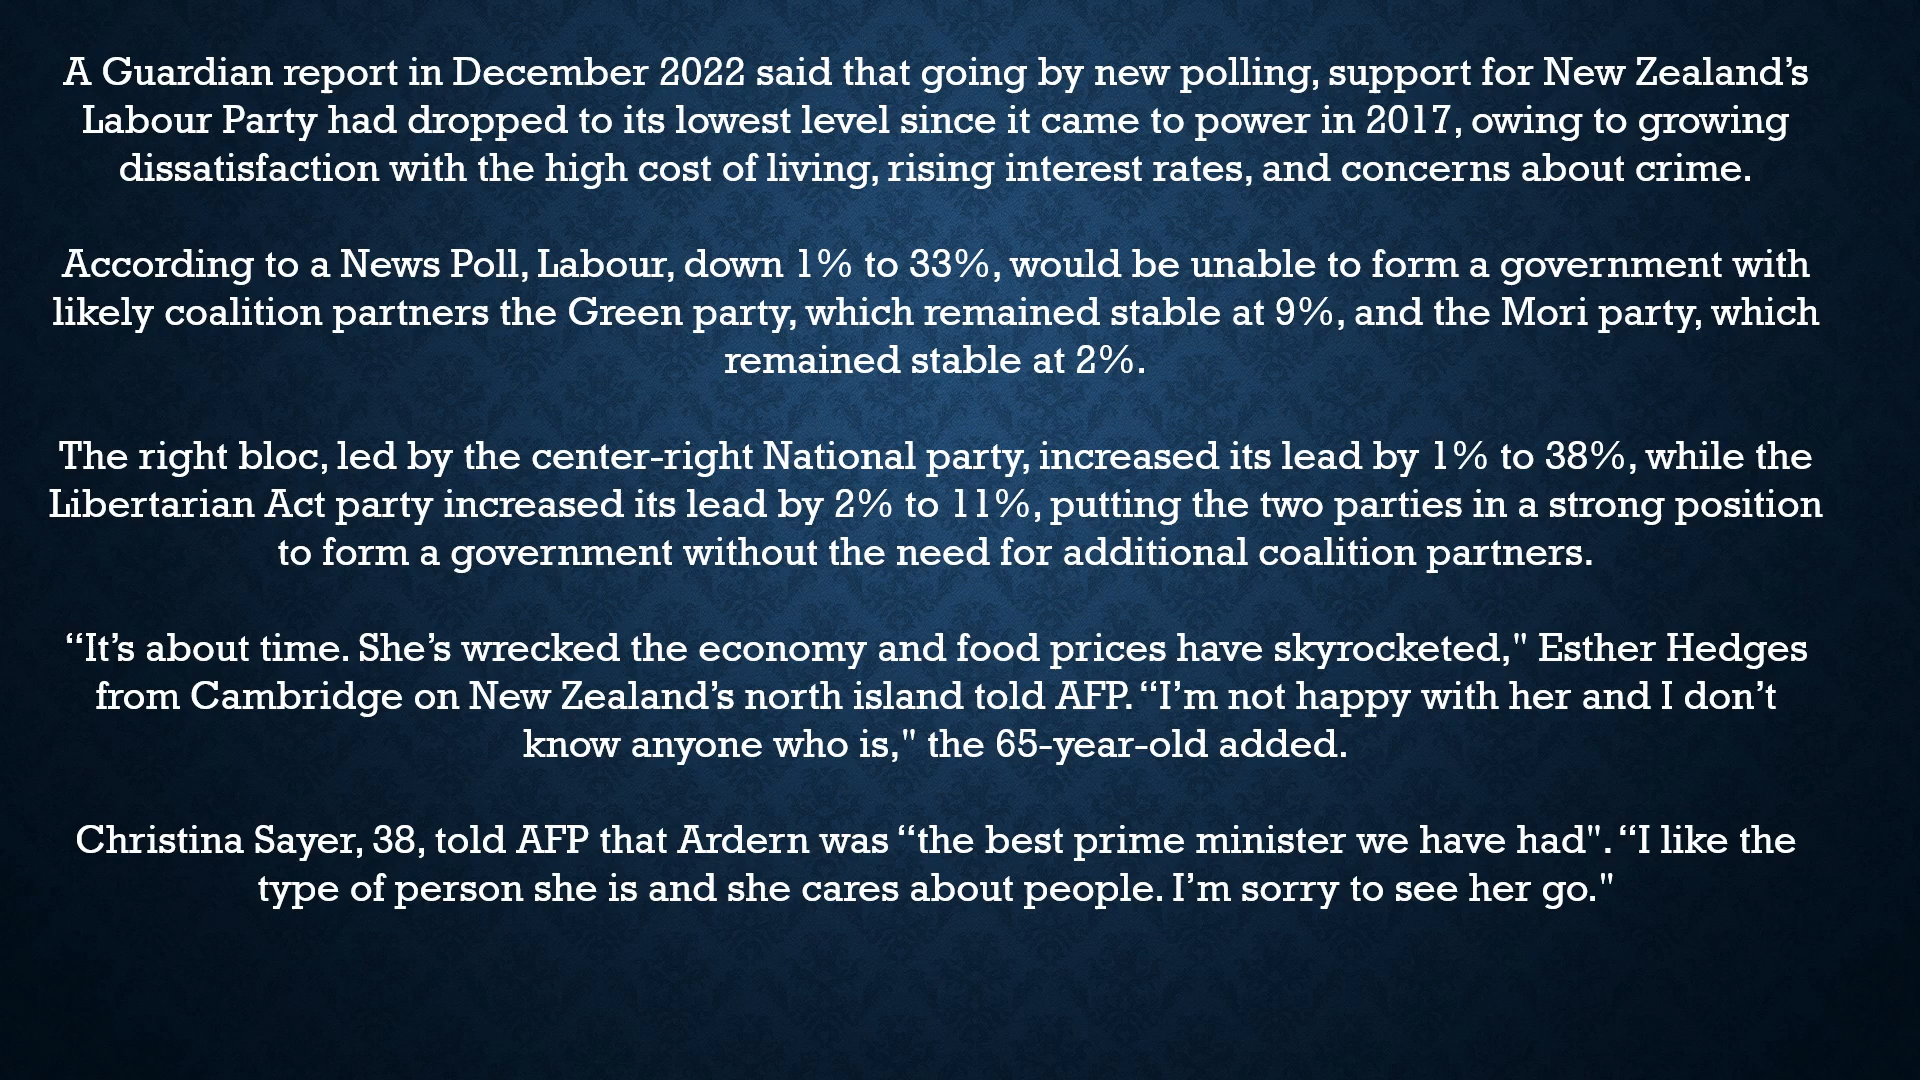 A Guardian report in December 2022 said that going by new polling, support for New Zealand’s
Labour Party had dropped to its lowest level since it came to power in 2017, owing to growing
dissatisfaction with the high cost of living, rising interest rates, and concerns about crime.
According to a News Poll, Labour, down 1% to 33%, would be unable to form a government with
likely coalition partners the Green party, which remained stable at 9%, and the Mori party, which
remained stable at 2%.
The right bloc, led by the center-right National party, increased its lead by 1% to 38%, while the
Libertarian Act party increased its lead by 2% to 11%, putting the two parties in a strong position
to form a government without the need for additional coalition partners.
“It’s about time. She’s wrecked the economy and food prices have skyrocketed," Esther Hedges
from Cambridge on New Zealand’s north island told AFP. “I’m not happy with her and I don’t
know anyone who is," the 65-year-old added.
Christina Sayer, 38, told AFP that Ardern was “the best prime minister we have had". “I like the
type of person she is and she cares about people. I’m sorry to see her go."